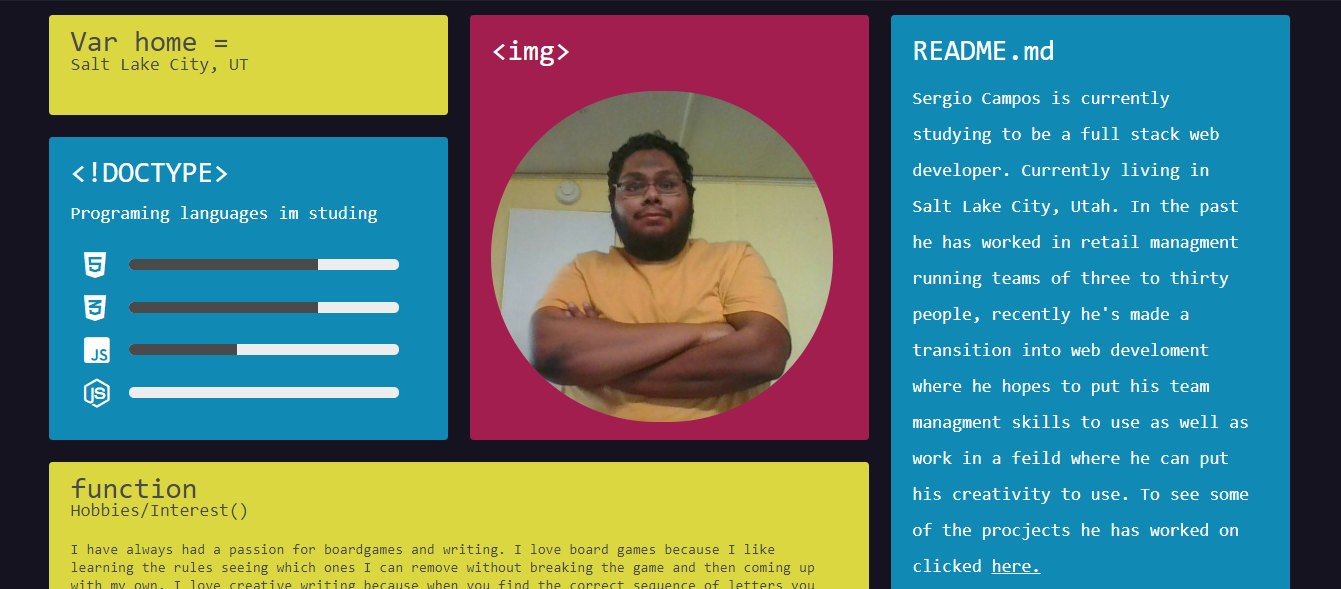 Var home =
Salt Lake City, UT
<!DOCTYPE>
Programing languages im studing
5
3
JS
JS
<img>
README.md
Sergio Campos is currently
studying to be a full stack web
developer. Currently living in
Salt Lake City, Utah. In the past
he has worked in retail managment
running teams of three to thirty
people, recently he's made a
transition into web develoment
where he hopes to put his team
managment skills to use as well as
work in a feild where he can put
his creativity to use. To see some
of the procjects he has worked on
clicked here.
function
Hobbies/Interest()
I have always had a passion for boardgames and writing. I love board games because I like
learning the rules seeing which ones I can remove without breaking the game and then coming up
with my own. I love creative writing because when you find the correct sequence of letters you